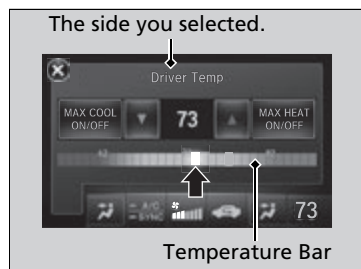 The side you selected.
Driver Temp
MAX COOL
ON/OFF
73
MAX HEAT
ON/OFF
A/C
SYNC
73
Temperature Bar